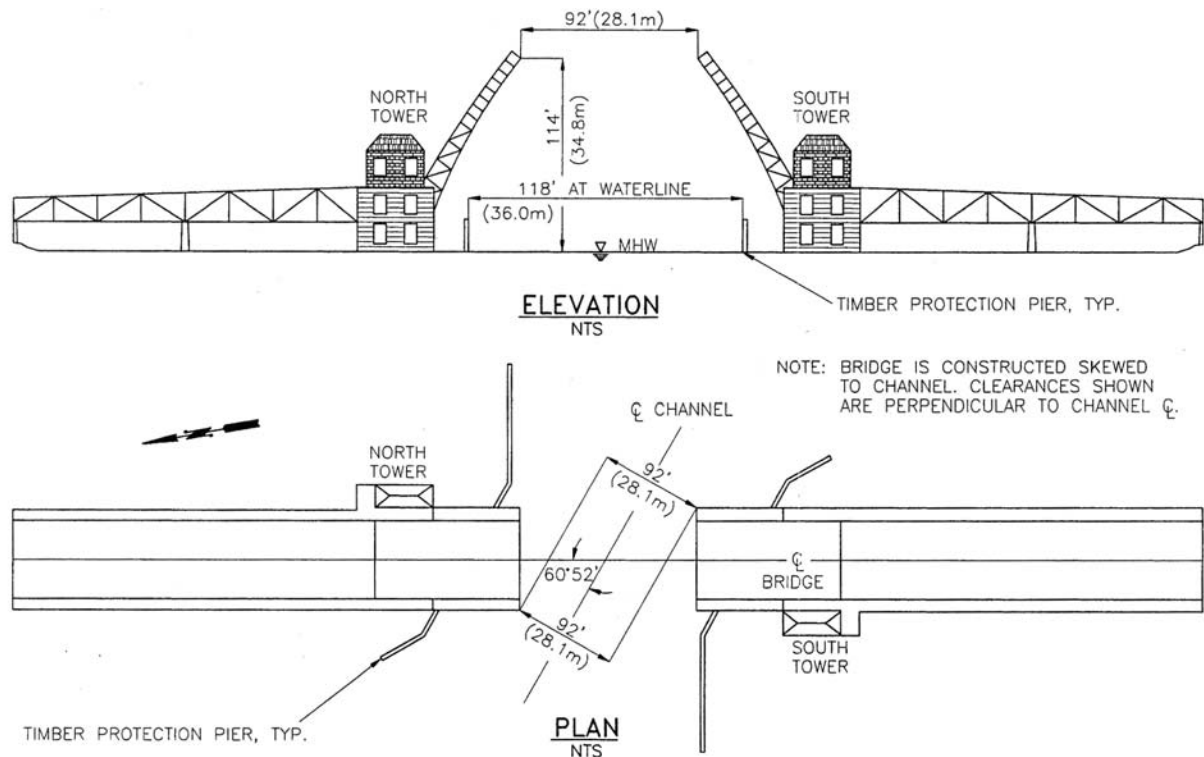 92'(28.1m)
NORTH
TOWER
114'
(34.8m)
SOUTH
TOWER
118' AT WATERLINE
(36.0m)
MHW
ELEVATION
NTS
TIMBER PROTECTION PIER, TYP.
NOTE: BRIDGE IS CONSTRUCTED SKEWED
TO CHANNEL. CLEARANCES SHOWN
ARE PERPENDICULAR TO CHANNEL ℄.
℄ CHANNEL
NORTH
TOWER
92'
(28.1m)
60°52'
℄
BRIDGE
92'
(28.1m)
SOUTH
TOWER
TIMBER PROTECTION PIER, TYP.
PLAN
NTS